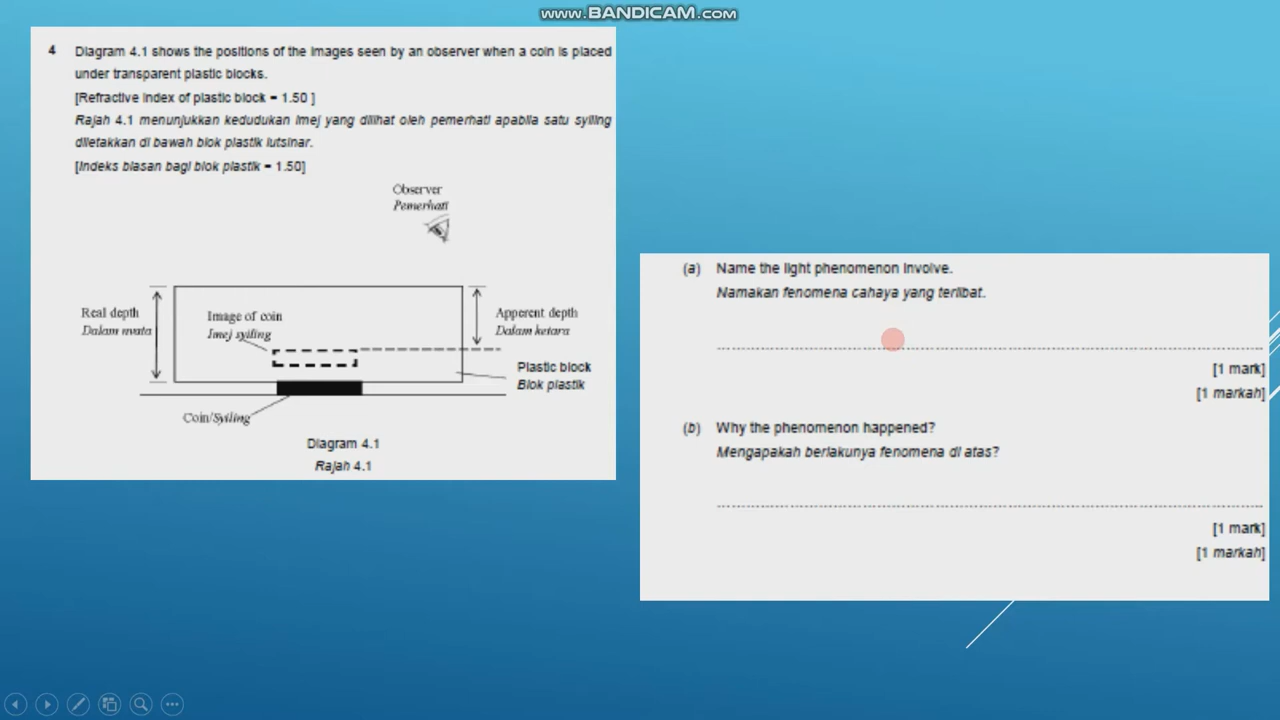 www.BANDICAM.com
4 Diagram 4.1 shows the positions of the images seen by an observer when a coin is placed
under transparent plastic blocks.
[Refractive index of plastic block = 1.50 ]
Rajah 4.1 menunjukkan kedudukan imej yang dilihat oleh pemerhati apabila satu syiling
diletakkan di bawah blok plastik lutsinar.
[Indeks biasan bagi blok plastik = 1.50]
Observer
Pemerhati
Real depth
Dalam nyata
Image of coin
Imej syiling
Apparent depth
Dalam ketara
Plastic block
Blok plastik
Coin/Syiling
Diagram 4.1
Rajah 4.1
(a) Name the light phenomenon involve.
Namakan fenomena cahaya yang terlibat.
[1 mark]
[1 markah]
(b) Why the phenomenon happened?
Mengapakah berlakunya fenomena di atas?
[1 mark]
[1 markah]